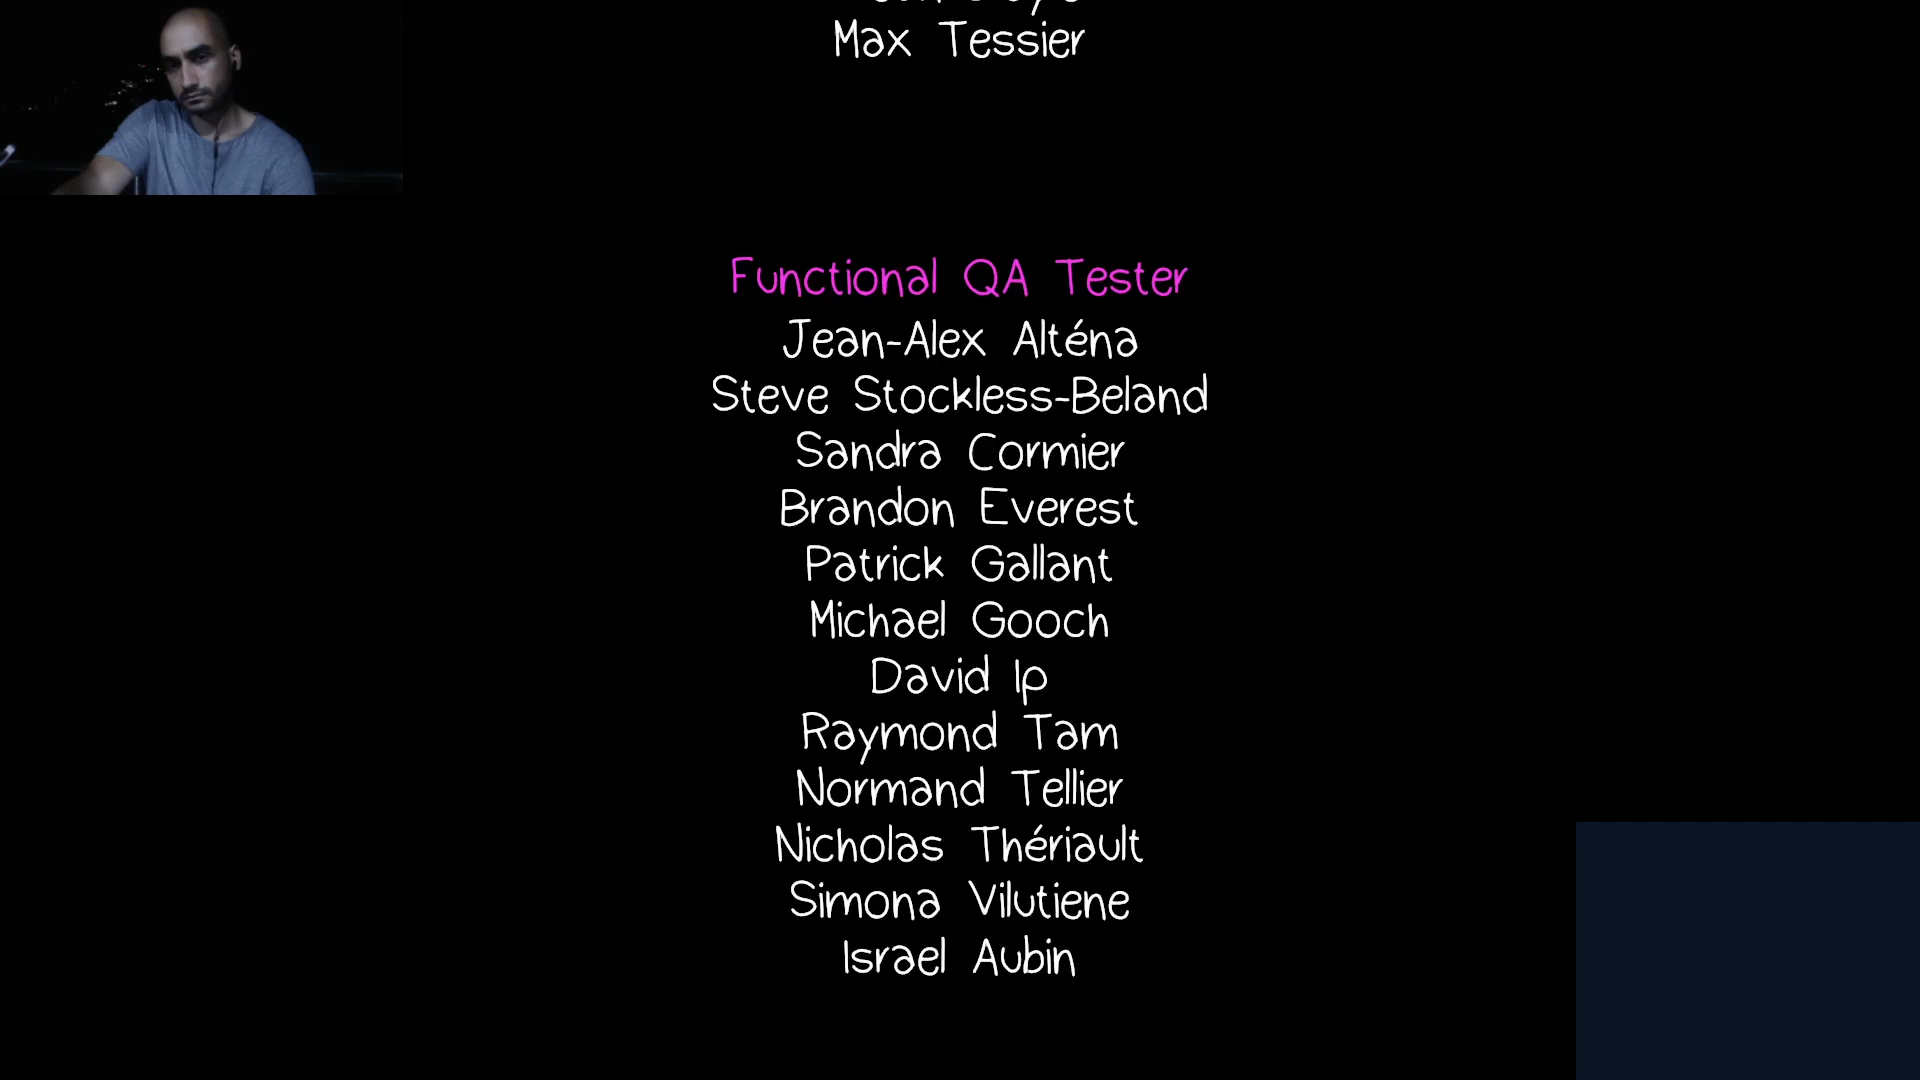 Max Tessier
Functional QA Tester
Jean-Alex Alténa
Steve Stockless-Beland
Sandra Cormier
Brandon Everest
Patrick Gallant
Michael Gooch
David Ip
Raymond Tam
Normand Tellier
Nicholas Thériault
Simona Vilutiene
Israel Aubin